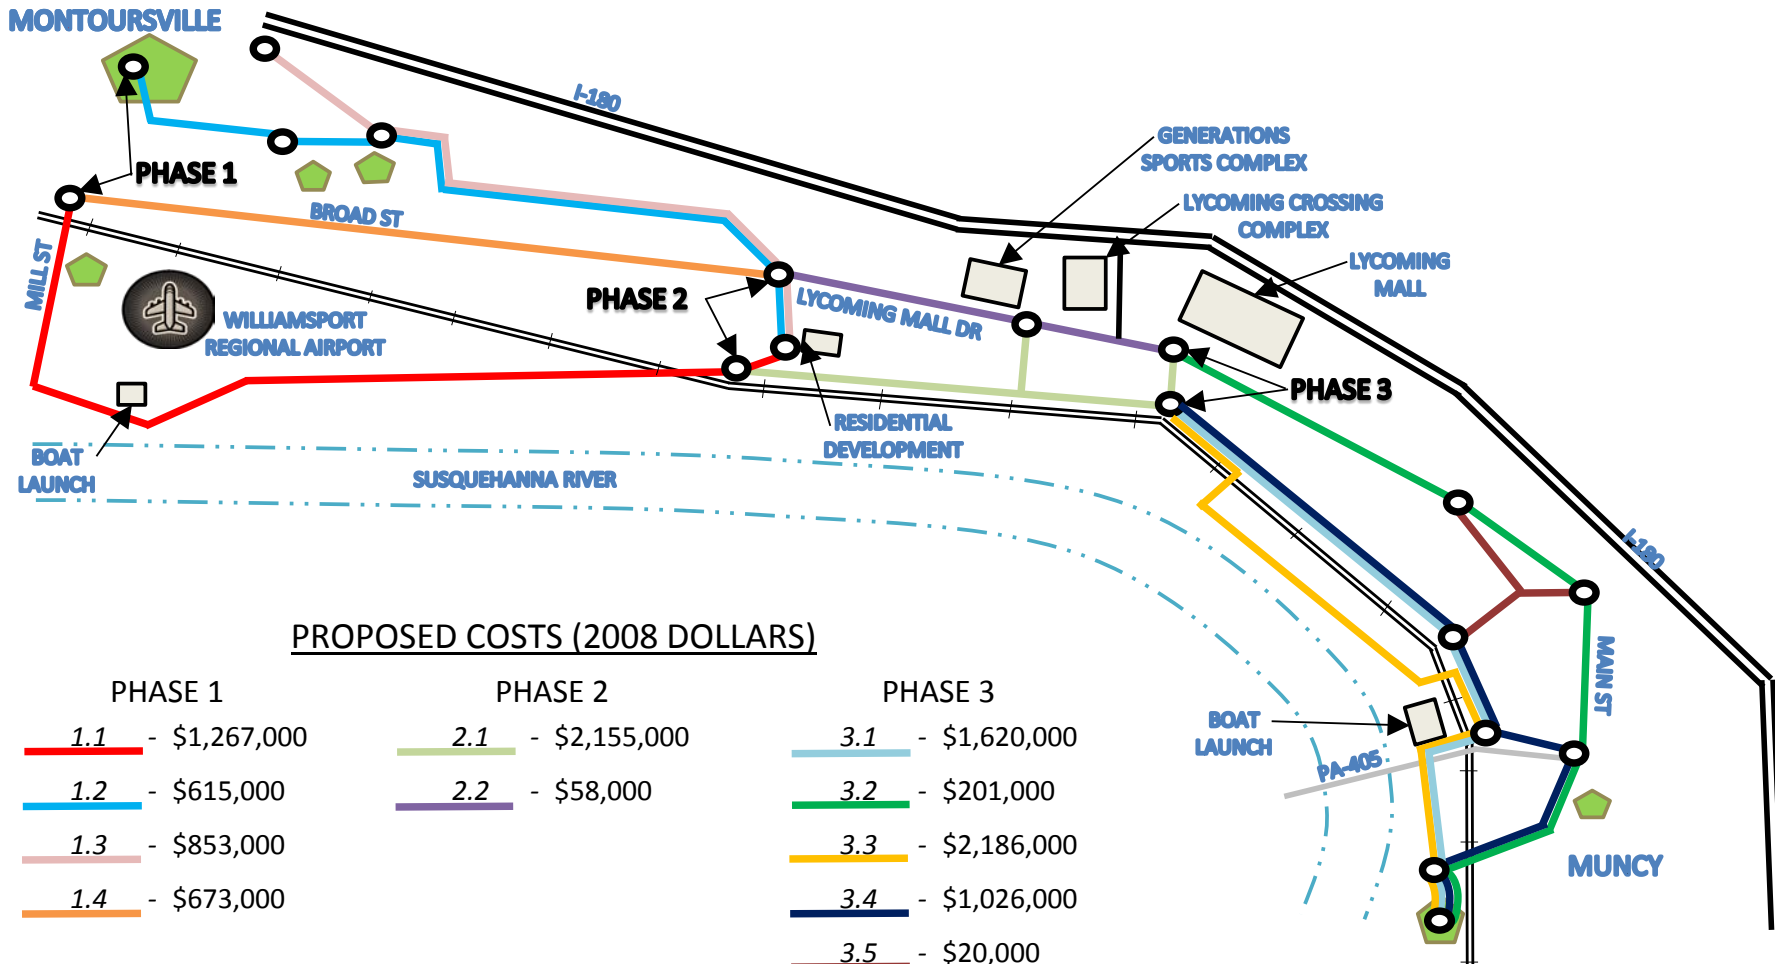 MONTOURSVILLE
I-180
GENERATIONS
SPORTS COMPLEX
PHASE 1
LYCOMING CROSSING
COMPLEX
BROAD ST
MILL ST
LYCOMING
MALL
PHASE 2
LYCOMING MALL DR
WILLIAMSPORT
REGIONAL AIRPORT
PHASE 3
RESIDENTIAL
DEVELOPMENT
BOAT
LAUNCH
SUSQUEHANNA RIVER
I-180
MAIN ST
BOAT
LAUNCH
PA-405
MUNCY
PROPOSED COSTS (2008 DOLLARS)
PHASE 1
1.1 - $1,267,000
1.2 - $615,000
1.3 - $853,000
1.4 - $673,000
PHASE 2
2.1 - $2,155,000
2.2 - $58,000
PHASE 3
3.1 - $1,620,000
3.2 - $201,000
3.3 - $2,186,000
3.4 - $1,026,000
3.5 - $20,000